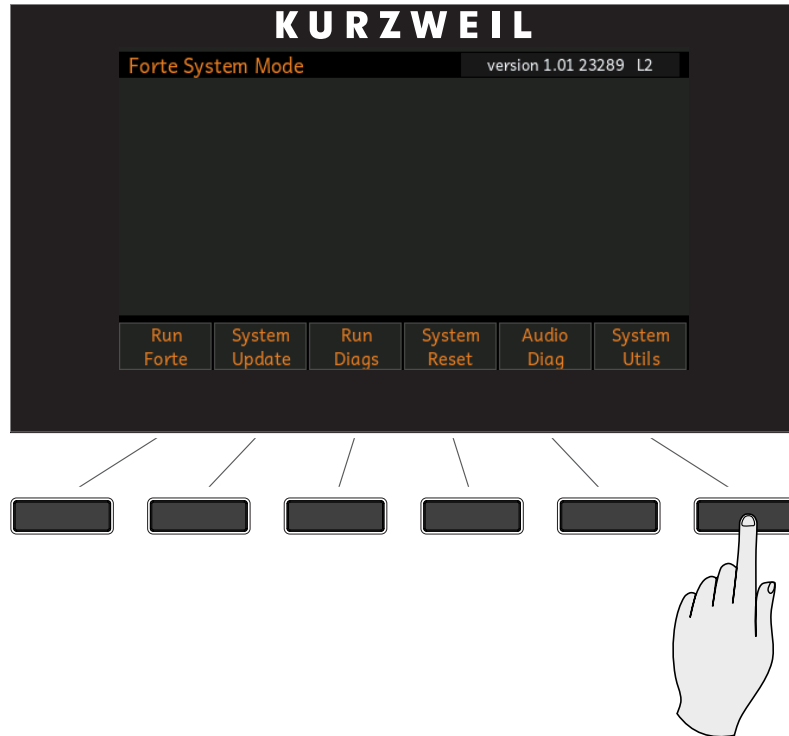 KURZWEIL
Forte System Mode version 1.01 23289 L2
Run System Run System Audio System
Forte Update Diags Reset Diag Utils